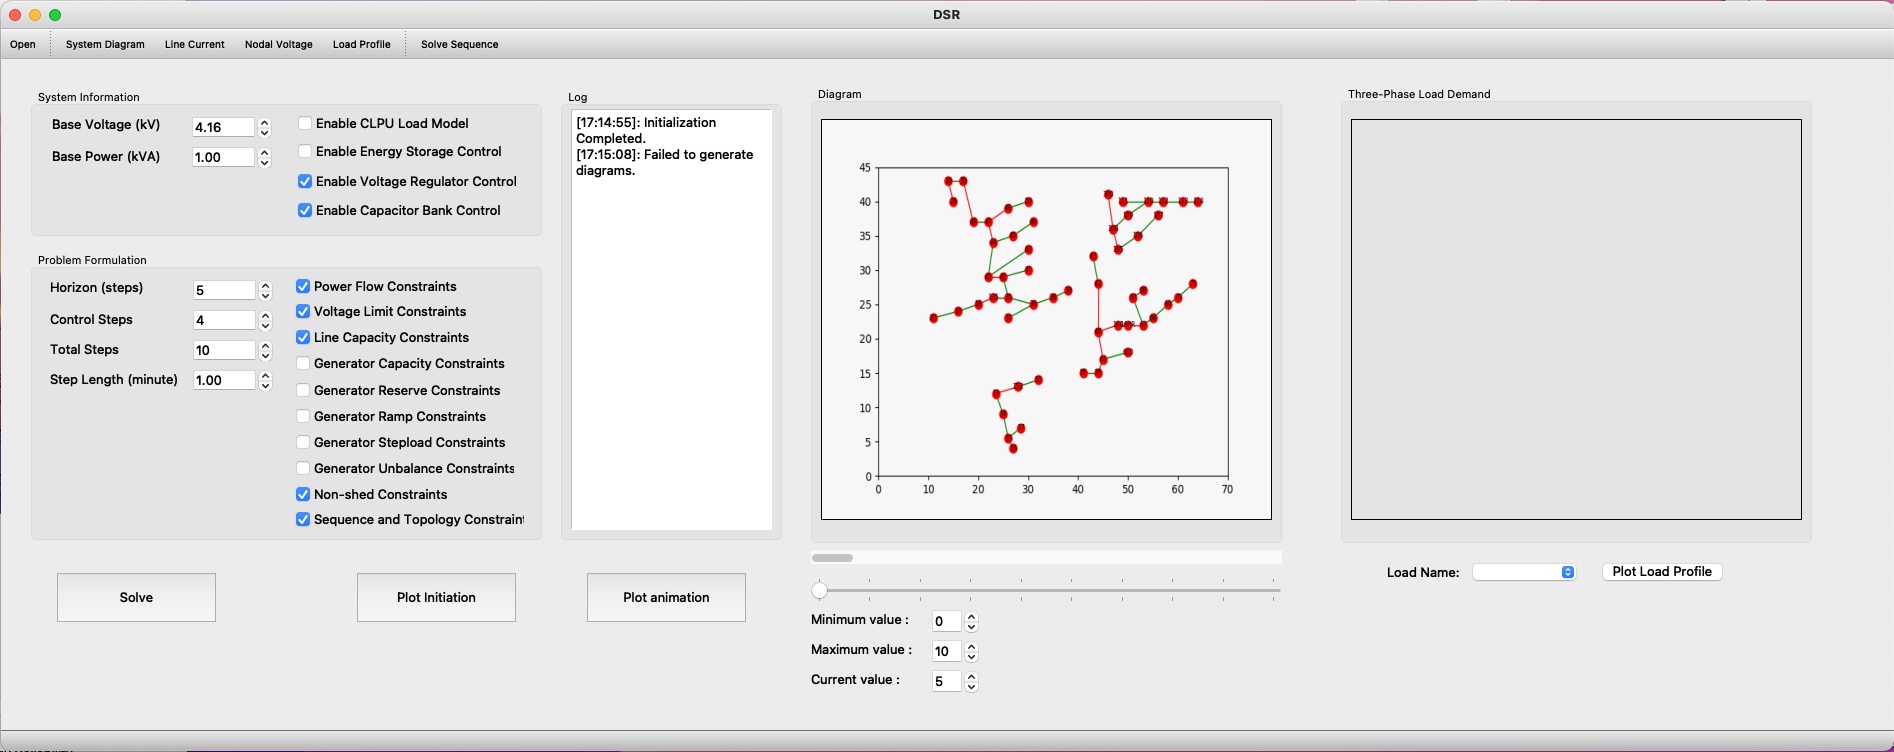 DSR
Open System Diagram Line Current Nodal Voltage Load Profile Solve Sequence
System Information
Base Voltage (kV) 4.16
Base Power (kVA) 1.00
Enable CLPU Load Model
Enable Energy Storage Control
Enable Voltage Regulator Control
Enable Capacitor Bank Control
Problem Formulation
Horizon (steps) 5
Control Steps 4
Total Steps 10
Step Length (minute) 1.00
Power Flow Constraints
Voltage Limit Constraints
Line Capacity Constraints
Generator Capacity Constraints
Generator Reserve Constraints
Generator Ramp Constraints
Generator Stepload Constraints
Generator Unbalance Constraints
Non-shed Constraints
Sequence and Topology Constrain
Solve
Plot Initiation
Log
[17:14:55]: Initialization
Completed.
[17:15:08]: Failed to generate
diagrams.
Plot animation
Diagram
45
40
35
30
25
20
15
10
5
0
0 10 20 30 40 50 60 70
Minimum value : 0
Maximum value : 10
Current value : 5
Three-Phase Load Demand
Load Name:
Plot Load Profile